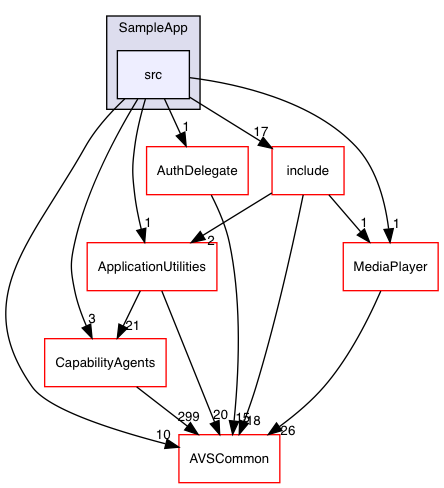 SampleApp
src
1
17
AuthDelegate
include
1
2
1
1
ApplicationUtilities
MediaPlayer
3
21
CapabilityAgents
299
20
15
18
26
10
AVSCommon